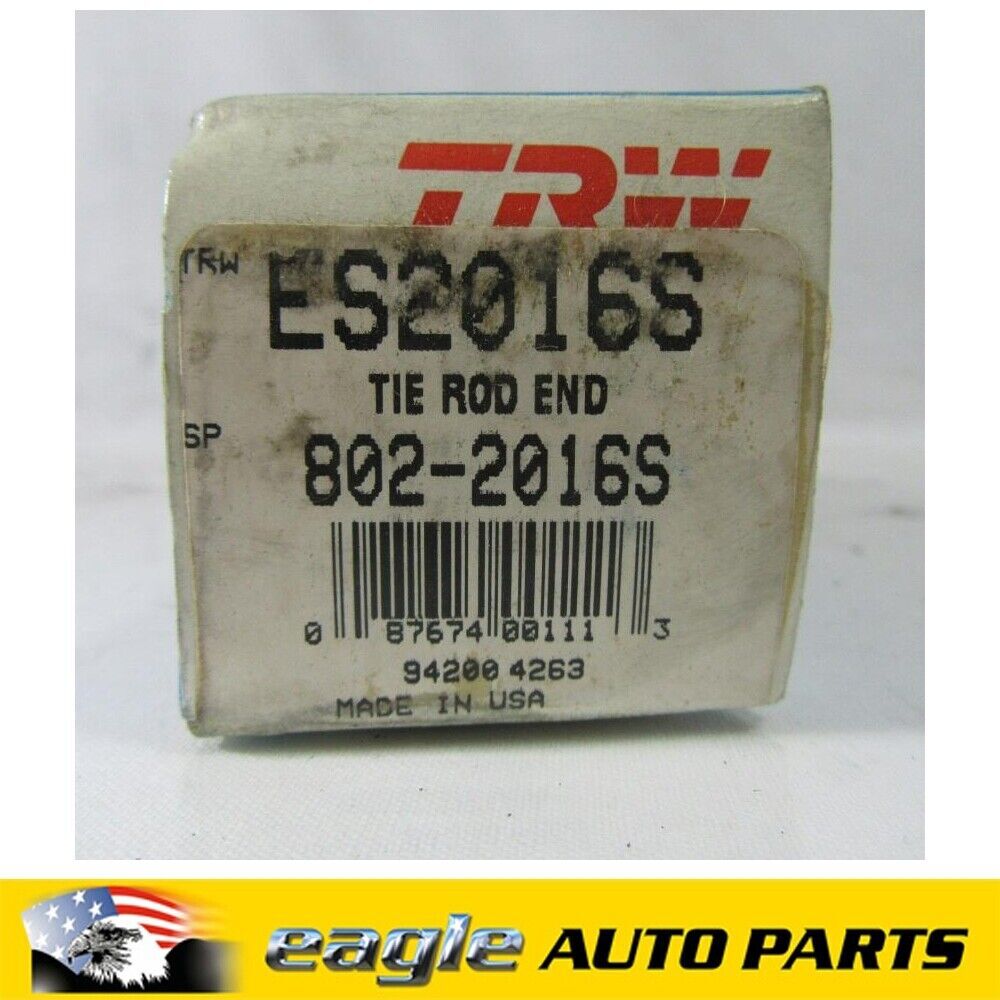 TRW
TRW
ES2016S
TIE ROD END
SP
802-2016S
0 87674 00111 3
94200 4263
MADE IN USA
eagle AUTO PARTS